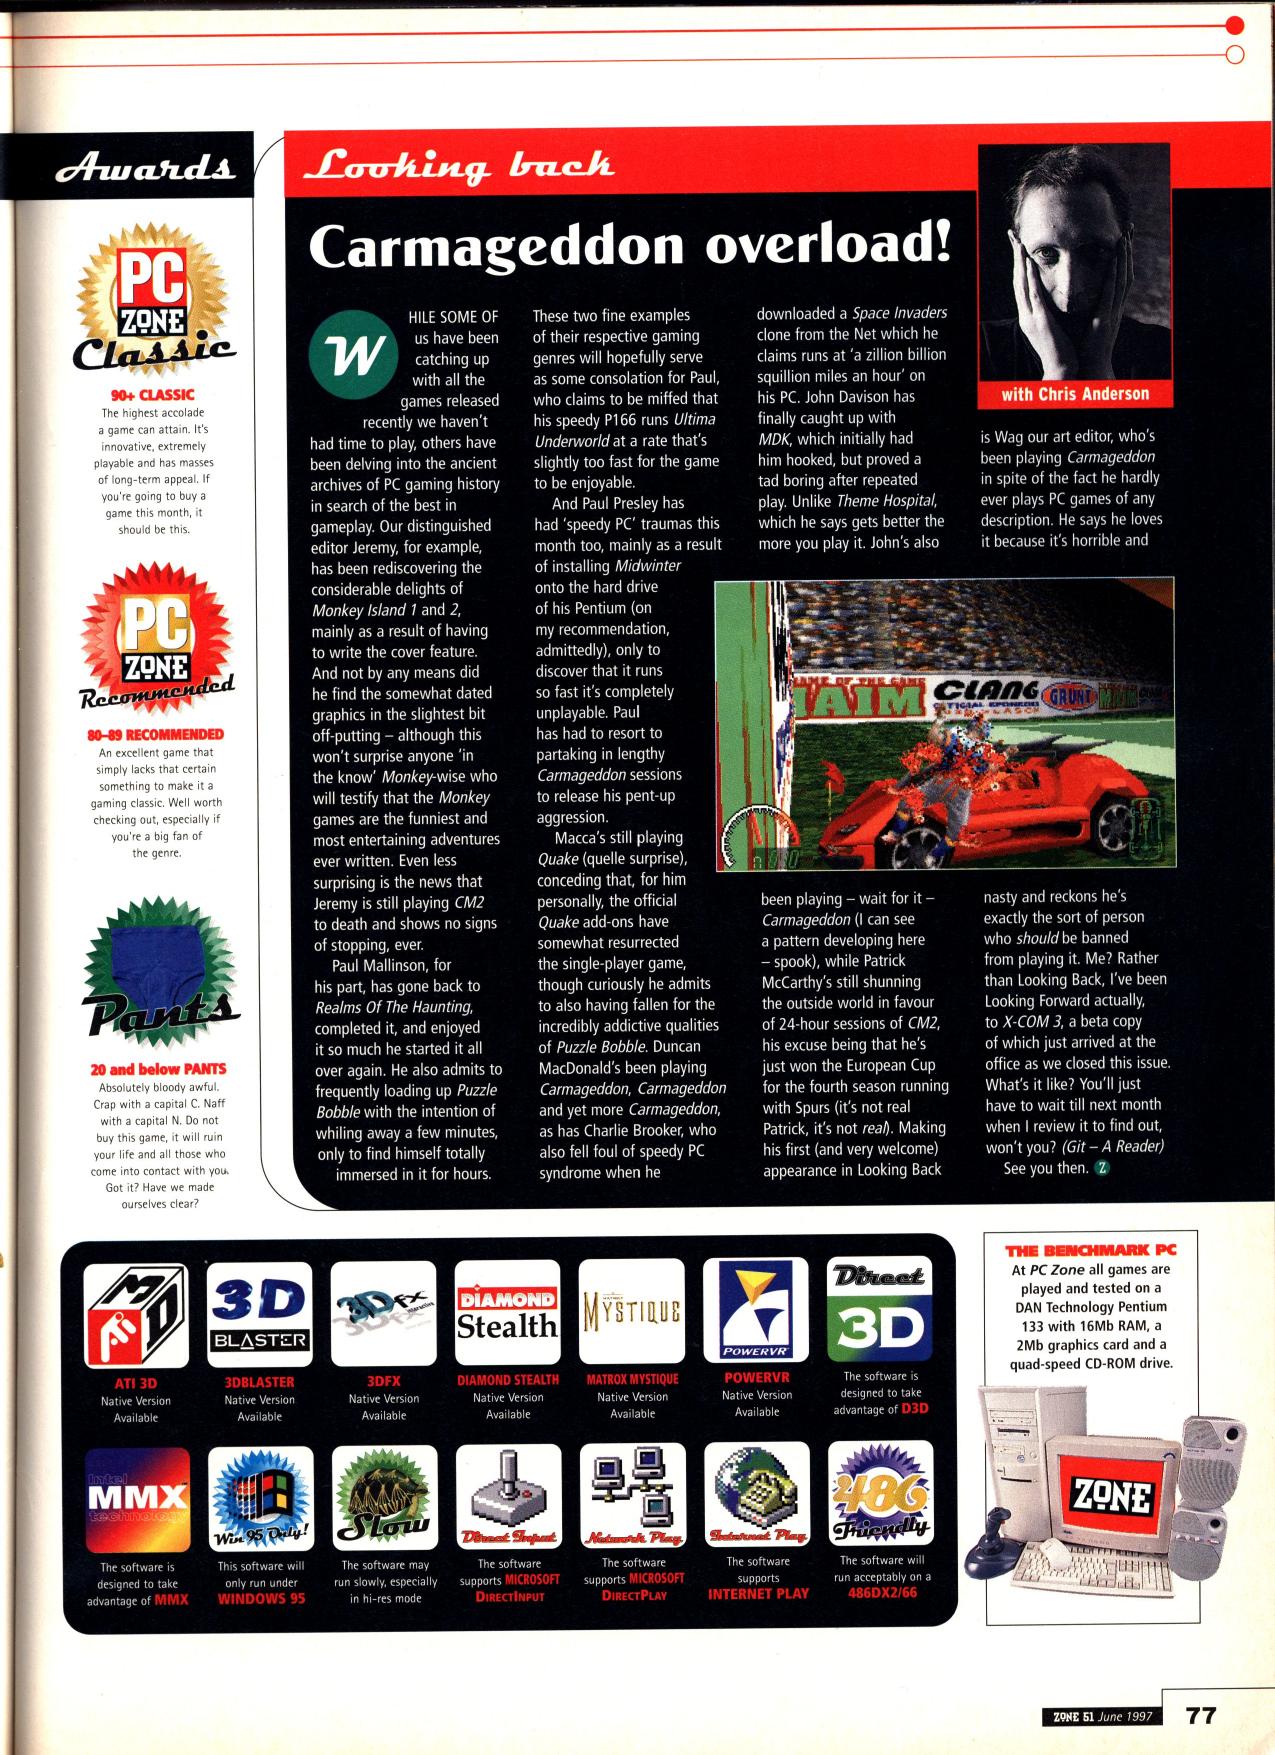 Awards
PC
ZONE
Classic
90+ CLASSIC
The highest accolade
a game can attain. It's
innovative, extremely
playable and has masses
of long-term appeal. If
you're going to buy a
game this month, it
should be this.
PC
ZONE
Recommended
80–89 RECOMMENDED
An excellent game that
simply lacks that certain
something to make it a
gaming classic. Well worth
checking out, especially if
you're a big fan of
the genre.
Pants
20 and below PANTS
Absolutely bloody awful.
Crap with a capital C. Naff
with a capital N. Do not
buy this game, it will ruin
your life and all those who
come into contact with you.
Got it? Have we made
ourselves clear?
Looking back
Carmageddon overload!
with Chris Anderson
WHILE SOME OF
us have been
catching up
with all the
games released
recently we haven't
had time to play, others have
been delving into the ancient
archives of PC gaming history
in search of the best in
gameplay. Our distinguished
editor Jeremy, for example,
has been rediscovering the
considerable delights of
Monkey Island 1 and 2,
mainly as a result of having
to write the cover feature.
And not by any means did
he find the somewhat dated
graphics in the slightest bit
off-putting – although this
won't surprise anyone 'in
the know' Monkey-wise who
will testify that the Monkey
games are the funniest and
most entertaining adventures
ever written. Even less
surprising is the news that
Jeremy is still playing CM2
to death and shows no signs
of stopping, ever.
Paul Mallinson, for
his part, has gone back to
Realms Of The Haunting,
completed it, and enjoyed
it so much he started it all
over again. He also admits to
frequently loading up Puzzle
Bobble with the intention of
whiling away a few minutes,
only to find himself totally
immersed in it for hours.
These two fine examples
of their respective gaming
genres will hopefully serve
as some consolation for Paul,
who claims to be miffed that
his speedy P166 runs Ultima
Underworld at a rate that's
slightly too fast for the game
to be enjoyable.
And Paul Presley has
had 'speedy PC' traumas this
month too, mainly as a result
of installing Midwinter
onto the hard drive
of his Pentium (on
my recommendation,
admittedly), only to
discover that it runs
so fast it's completely
unplayable. Paul
has had to resort to
partaking in lengthy
Carmageddon sessions
to release his pent-up
aggression.
Macca's still playing
Quake (quelle surprise),
conceding that, for him
personally, the official
Quake add-ons have
somewhat resurrected
the single-player game,
though curiously he admits
to also having fallen for the
incredibly addictive qualities
of Puzzle Bobble. Duncan
MacDonald's been playing
Carmageddon, Carmageddon
and yet more Carmageddon,
as has Charlie Brooker, who
also fell foul of speedy PC
syndrome when he
downloaded a Space Invaders
clone from the Net which he
claims runs at 'a zillion billion
squillion miles an hour' on
his PC. John Davison has
finally caught up with
MDK, which initially had
him hooked, but proved a
tad boring after repeated
play. Unlike Theme Hospital,
which he says gets better the
more you play it. John's also
been playing – wait for it –
Carmageddon (I can see
a pattern developing here
– spook), while Patrick
McCarthy's still shunning
the outside world in favour
of 24-hour sessions of CM2,
his excuse being that he's
just won the European Cup
for the fourth season running
with Spurs (it's not real
Patrick, it's not real). Making
his first (and very welcome)
appearance in Looking Back
is Wag our art editor, who's
been playing Carmageddon
in spite of the fact he hardly
ever plays PC games of any
description. He says he loves
it because it's horrible and
nasty and reckons he's
exactly the sort of person
who should be banned
from playing it. Me? Rather
than Looking Back, I've been
Looking Forward actually,
to X-COM 3, a beta copy
of which just arrived at the
office as we closed this issue.
What's it like? You'll just
have to wait till next month
when I review it to find out,
won't you? (Git – A Reader)
See you then. Z
MAIM CLANG GRUNT MAIM
ATI 3D
ATI 3D
Native Version
Available
3D
BLASTER
3DBLASTER
Native Version
Available
3Dfx
interactive
3DFX
Native Version
Available
DIAMOND
Stealth
DIAMOND STEALTH
Native Version
Available
MATROX
MYSTIQUE
MATROX MYSTIQUE
Native Version
Available
POWERVR
POWERVR
Native Version
Available
Direct
3D
The software is
designed to take
advantage of D3D
Intel
MMX
technology
The software is
designed to take
advantage of MMX
Win 95 Only!
This software will
only run under
WINDOWS 95
Slow
The software may
run slowly, especially
in hi-res mode
Direct Input
The software
supports MICROSOFT
DIRECTINPUT
Network Play
The software
supports MICROSOFT
DIRECTPLAY
Internet Play
The software
supports
INTERNET PLAY
486
Friendly
The software will
run acceptably on a
486DX2/66
THE BENCHMARK PC
At PC Zone all games are
played and tested on a
DAN Technology Pentium
133 with 16Mb RAM, a
2Mb graphics card and a
quad-speed CD-ROM drive.
ZONE
ZONE 51 June 1997 77